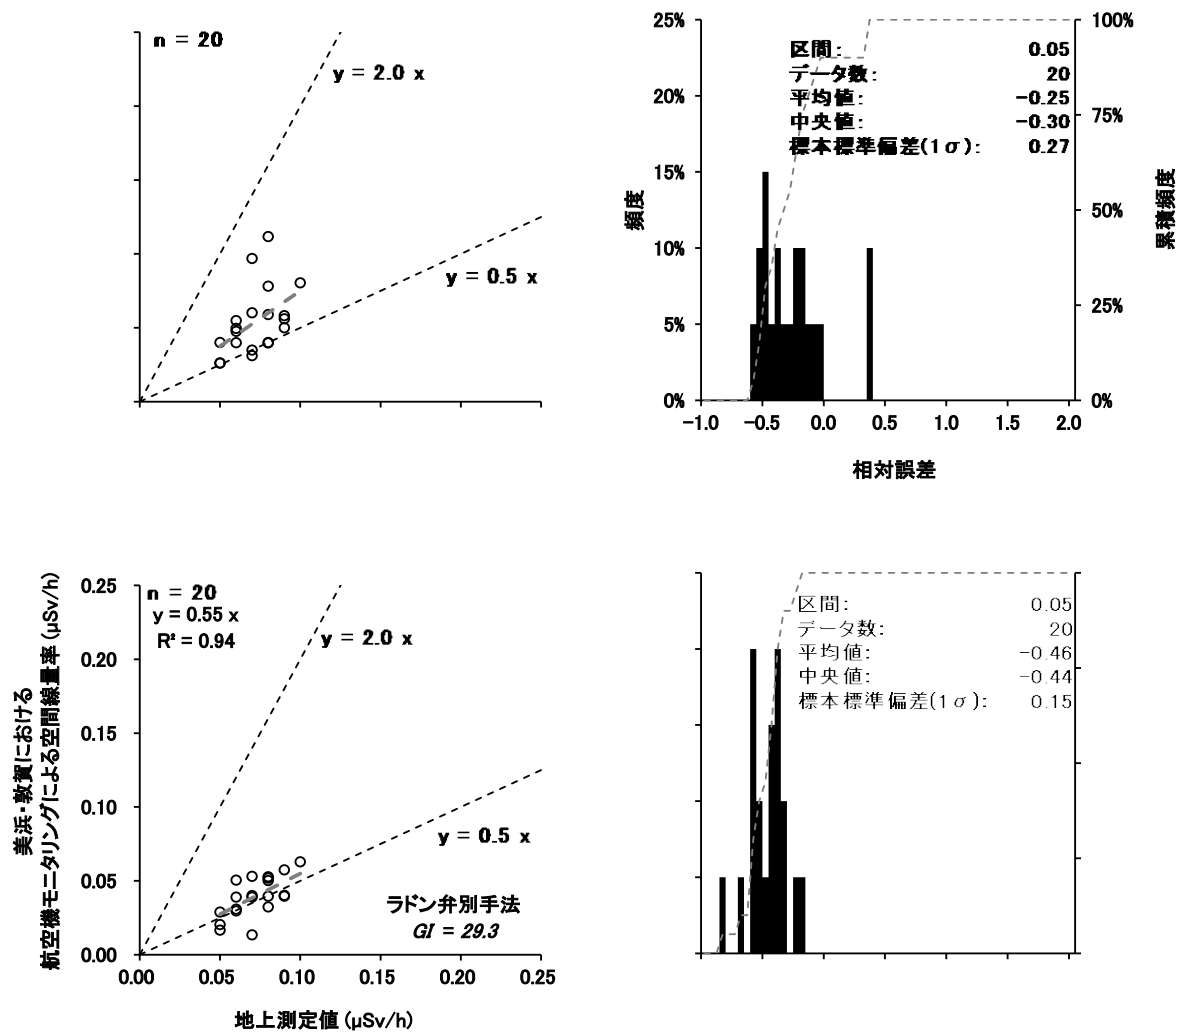 n = 20
y = 2.0 x
y = 0.5 x
25%
20%
15%
10%
5%
0%
頻度
100%
75%
50%
25%
0%
累積頻度
区間: 0.05
データ数: 20
平均値: -0.25
中央値: -0.30
標本標準偏差(1σ): 0.27
-1.0 -0.5 0.0 0.5 1.0 1.5 2.0
相対誤差
美浜・敦賀における
航空機モニタリングによる空間線量率 (μSv/h)
0.25
0.20
0.15
0.10
0.05
0.00
n = 20
y = 0.55 x
R² = 0.94
y = 2.0 x
y = 0.5 x
ラドン弁別手法
GI = 29.3
0.00 0.05 0.10 0.15 0.20 0.25
地上測定値 (μSv/h)
区間: 0.05
データ数: 20
平均値: -0.46
中央値: -0.44
標本標準偏差(1σ): 0.15